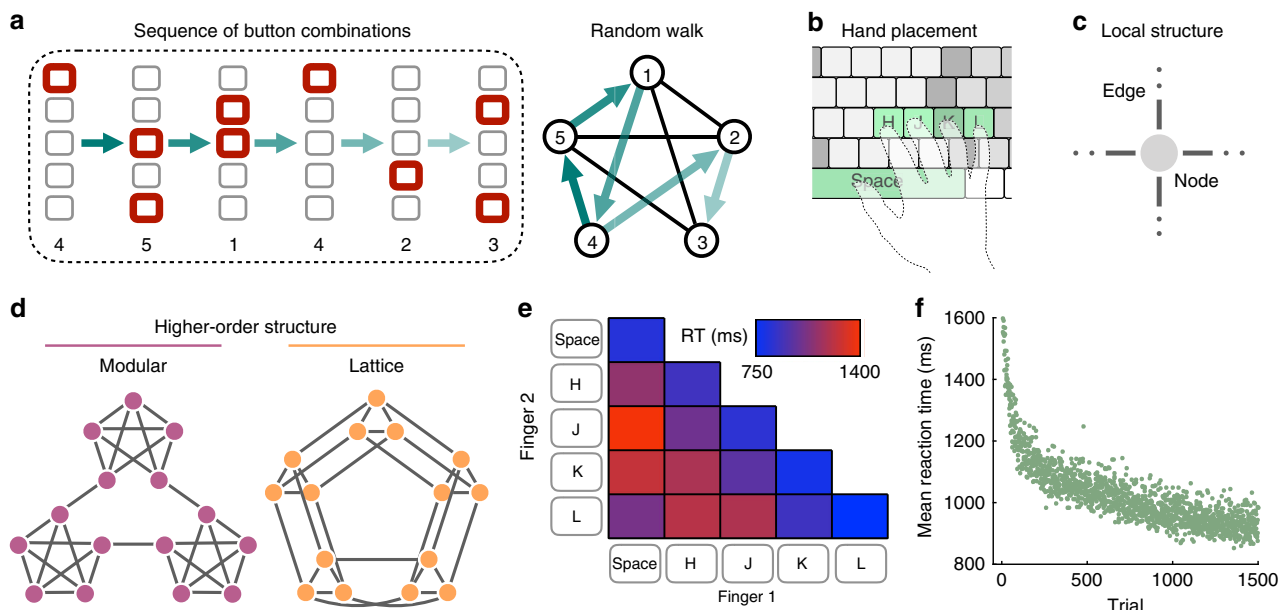 a
Sequence of button combinations
4 5 1 4 2 3
Random walk
1
5 2
4 3
b
Hand placement
H J K L
Space
c
Local structure
Edge
Node
d
Higher-order structure
Modular Lattice
e
RT (ms)
750 1400
Finger 2
Space
H
J
K
L
Space H J K L
Finger 1
f
Mean reaction time (ms)
1600
1400
1200
1000
800
0 500 1000 1500
Trial